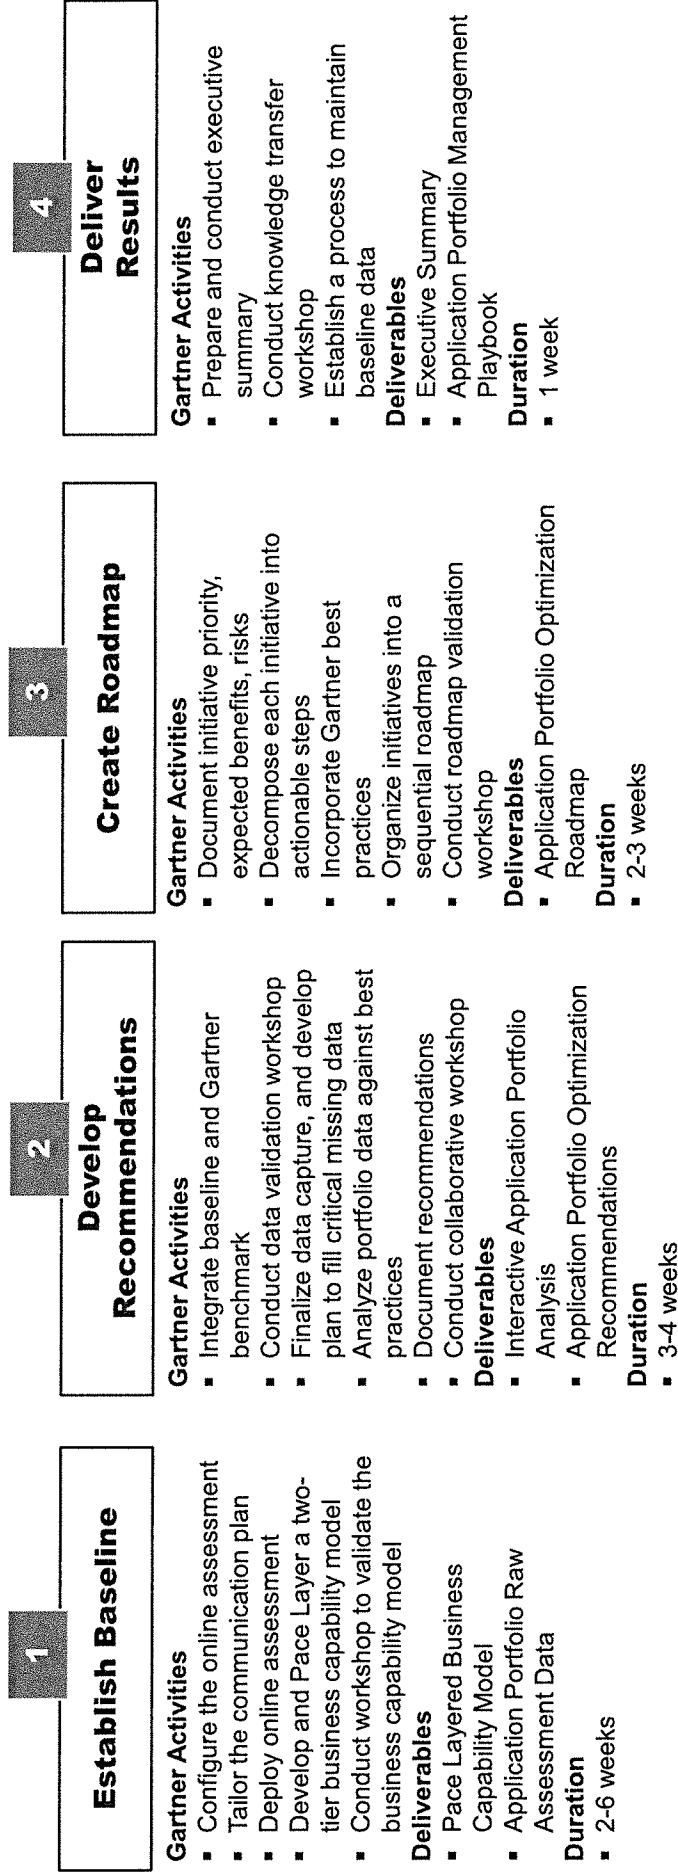 1
Establish Baseline
Gartner Activities
▪ Configure the online assessment
▪ Tailor the communication plan
▪ Deploy online assessment
▪ Develop and Pace Layer a two-
tier business capability model
▪ Conduct workshop to validate the
business capability model
Deliverables
▪ Pace Layered Business
Capability Model
▪ Application Portfolio Raw
Assessment Data
Duration
▪ 2-6 weeks
2
Develop
Recommendations
Gartner Activities
▪ Integrate baseline and Gartner
benchmark
▪ Conduct data validation workshop
▪ Finalize data capture, and develop
plan to fill critical missing data
▪ Analyze portfolio data against best
practices
▪ Document recommendations
▪ Conduct collaborative workshop
Deliverables
▪ Interactive Application Portfolio
Analysis
▪ Application Portfolio Optimization
Recommendations
Duration
▪ 3-4 weeks
3
Create Roadmap
Gartner Activities
▪ Document initiative priority,
expected benefits, risks
▪ Decompose each initiative into
actionable steps
▪ Incorporate Gartner best
practices
▪ Organize initiatives into a
sequential roadmap
▪ Conduct roadmap validation
workshop
Deliverables
▪ Application Portfolio Optimization
Roadmap
Duration
▪ 2-3 weeks
4
Deliver
Results
Gartner Activities
▪ Prepare and conduct executive
summary
▪ Conduct knowledge transfer
workshop
▪ Establish a process to maintain
baseline data
Deliverables
▪ Executive Summary
▪ Application Portfolio Management
Playbook
Duration
▪ 1 week